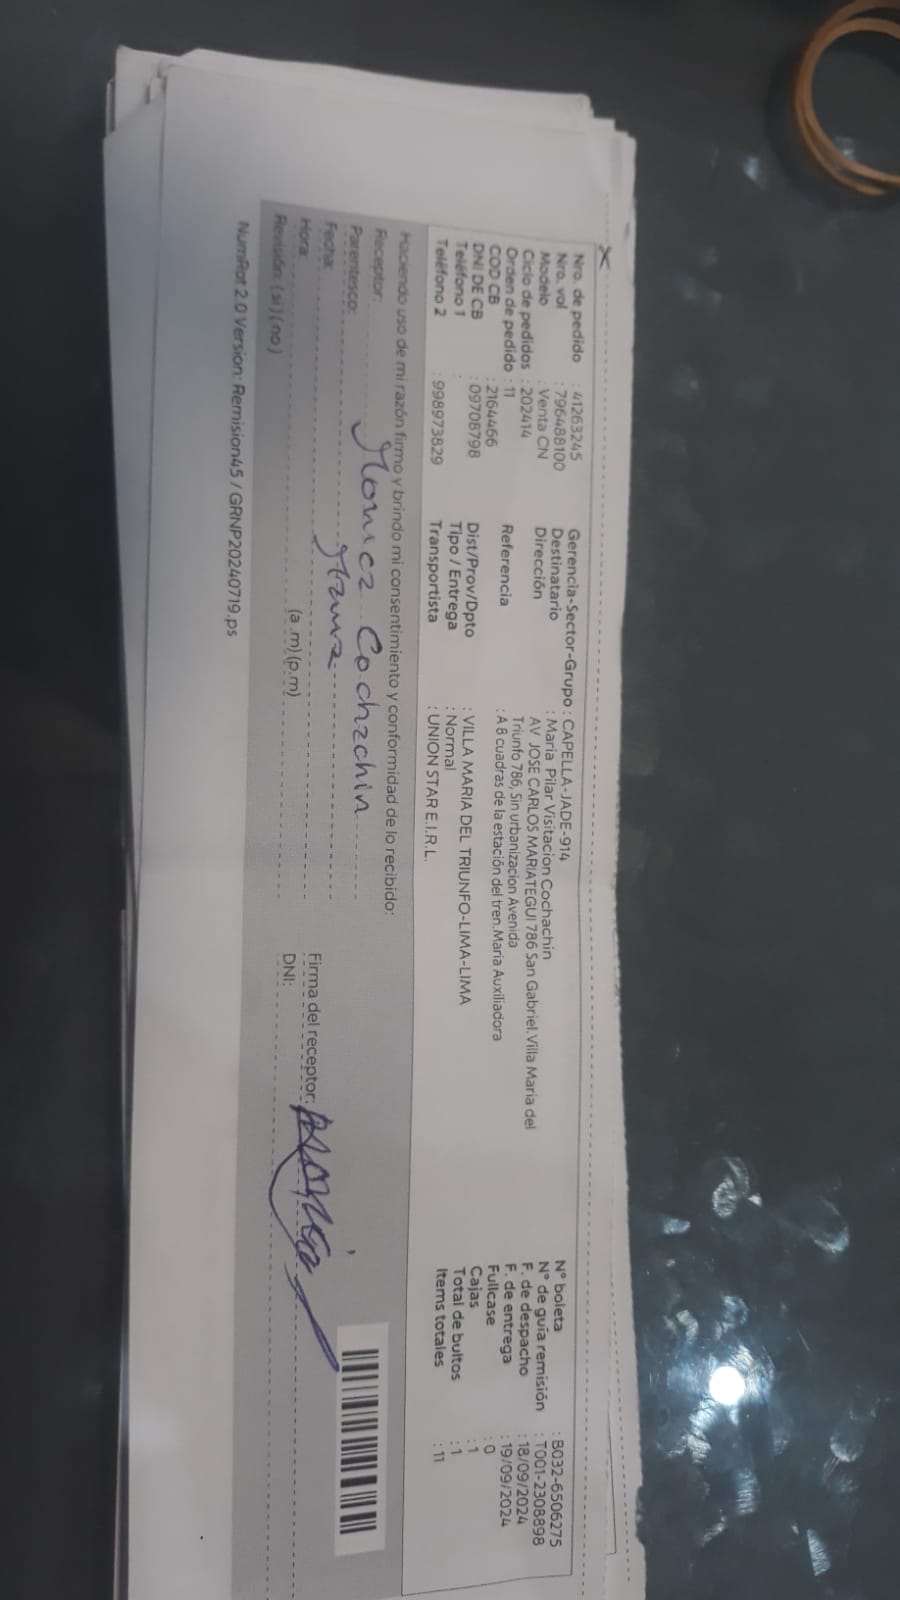 Nro. de pedido : 41263245
Nro. vol : 796488100
Modelo : Venta CN
Ciclo de pedidos : 202414
Orden de pedido : 11
COD CB : 2164466
DNI DE CB : 09708798
Teléfono 1 :
Teléfono 2 : 998973829
Gerencia-Sector-Grupo : CAPELLA-JADE-914
Destinatario : Maria Pilar Visitacion Cochachin
Dirección AV JOSE CARLOS MARIATEGUI 786 San Gabriel.Villa Maria del
Triunfo 786, Sin urbanizacion Avenida
Referencia : A 8 cuadras de la estación del tren.Maria Auxiliadora
Dist/Prov/Dpto : VILLA MARIA DEL TRIUNFO-LIMA-LIMA
Tipo / Entrega : Normal
Transportista : UNION STAR E.I.R.L.
N° boleta : B032-6506275
N° de guía remisión : T001-2308898
F. de despacho : 18/09/2024
F. de entrega : 19/09/2024
Fullcase : 0
Cajas : 1
Total de bultos : 1
Items totales : 11
Haciendo uso de mi razón firmo y brindo mi consentimiento y conformidad de lo recibido:
Receptor: Monica Cochachin
Parentesco:
Fecha:
Hora: (a .m)(p.m)
Revisión: ( si ) ( no )
Firma del receptor:
DNI:
NumRot 2 0 Version: Remision45 / GRNP20240719.ps